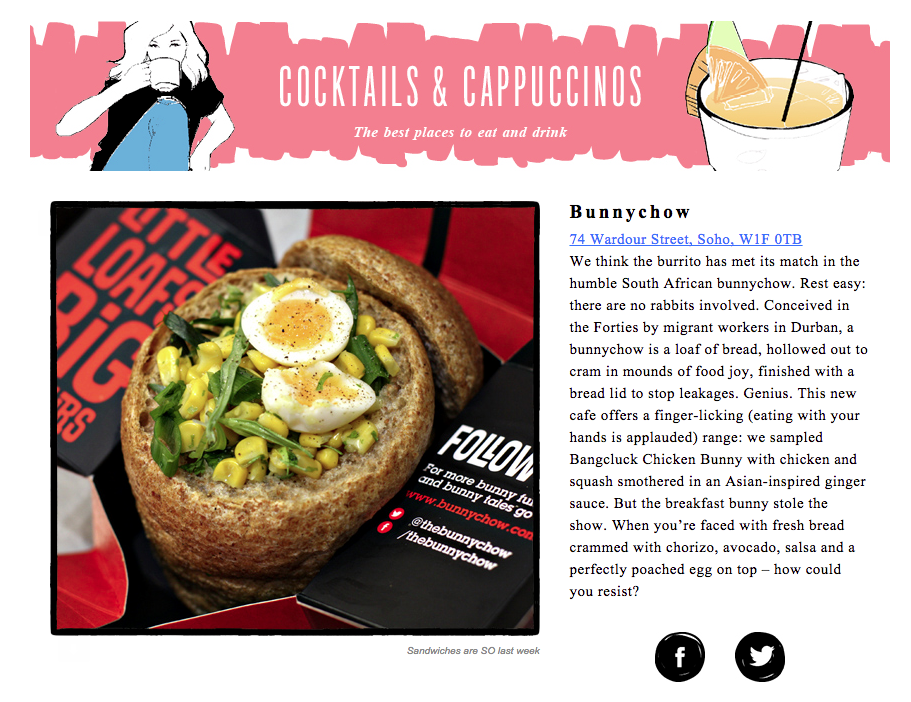 COCKTAILS & CAPPUCCINOS
The best places to eat and drink
LITTLE
LOAFS
BIG
FOLLOW
For more bunny fu
and bunny tales go
www.bunnychow.com
@thebunnychow
/thebunnychow
Sandwiches are SO last week
Bunnychow
74 Wardour Street, Soho, W1F 0TB
We think the burrito has met its match in the
humble South African bunnychow. Rest easy:
there are no rabbits involved. Conceived in
the Forties by migrant workers in Durban, a
bunnychow is a loaf of bread, hollowed out to
cram in mounds of food joy, finished with a
bread lid to stop leakages. Genius. This new
cafe offers a finger-licking (eating with your
hands is applauded) range: we sampled
Bangcluck Chicken Bunny with chicken and
squash smothered in an Asian-inspired ginger
sauce. But the breakfast bunny stole the
show. When you’re faced with fresh bread
crammed with chorizo, avocado, salsa and a
perfectly poached egg on top – how could
you resist?